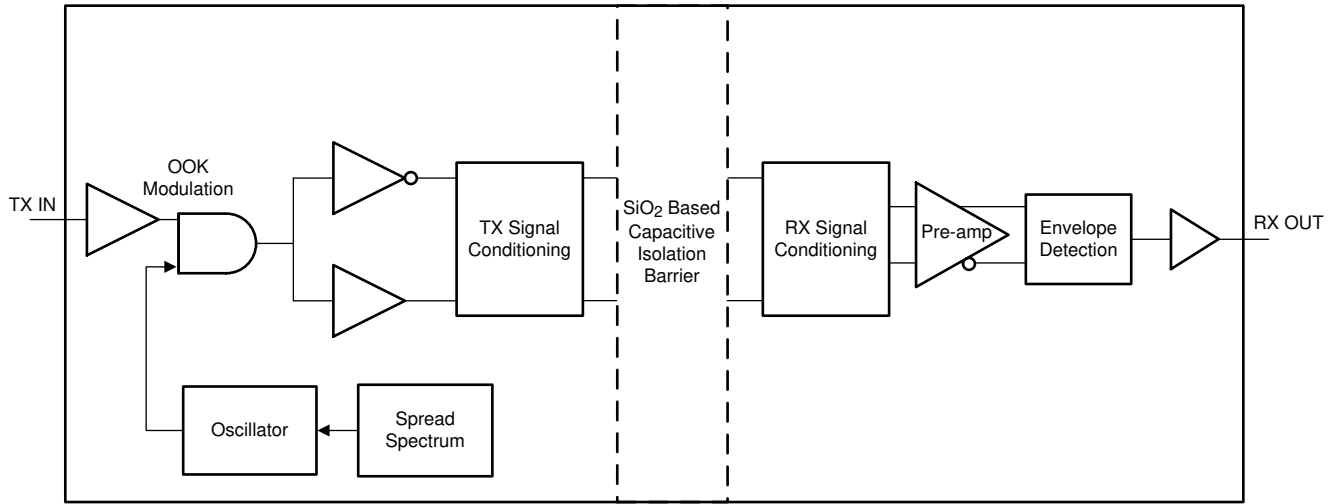 OOK
Modulation
TX IN
TX Signal
Conditioning
SiO2 Based
Capacitive
Isolation
Barrier
RX Signal
Conditioning
Pre-amp
Envelope
Detection
RX OUT
Oscillator
Spread
Spectrum